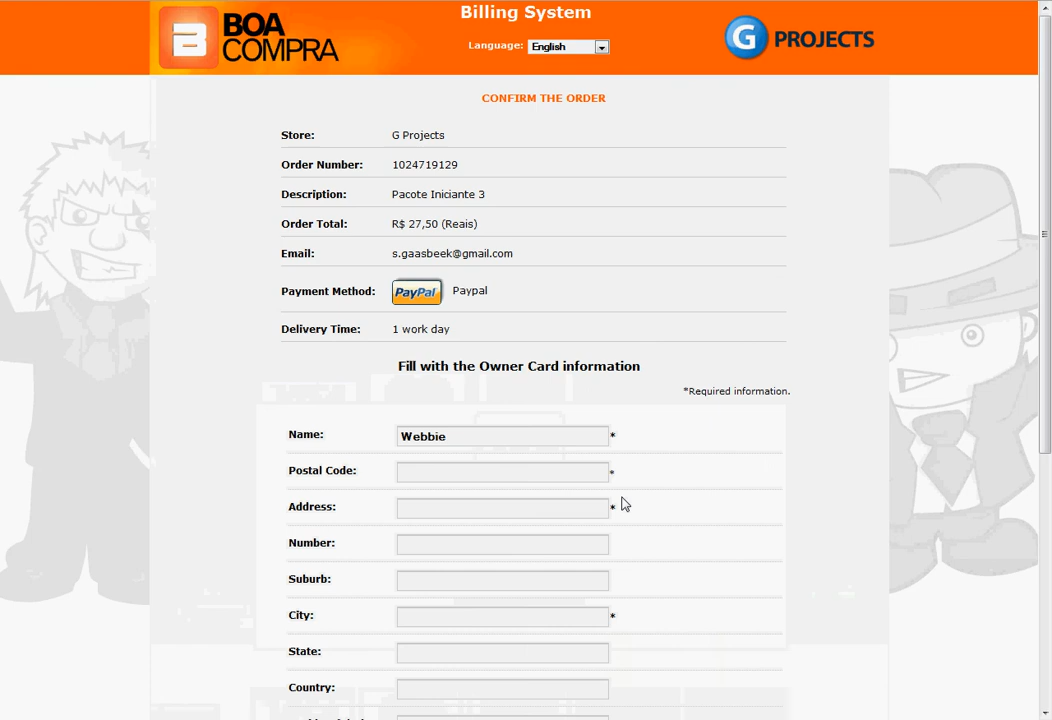 Billing System
BOA
COMPRA
Language: English
G PROJECTS
CONFIRM THE ORDER
Store: G Projects
Order Number: 1024719129
Description: Pacote Iniciante 3
Order Total: R$ 27,50 (Reais)
Email: s.gaasbeek@gmail.com
Payment Method: PayPal Paypal
Delivery Time: 1 work day
Fill with the Owner Card information
*Required information.
Name: Webbie *
Postal Code: *
Address: *
Number:
Suburb:
City: *
State:
Country: